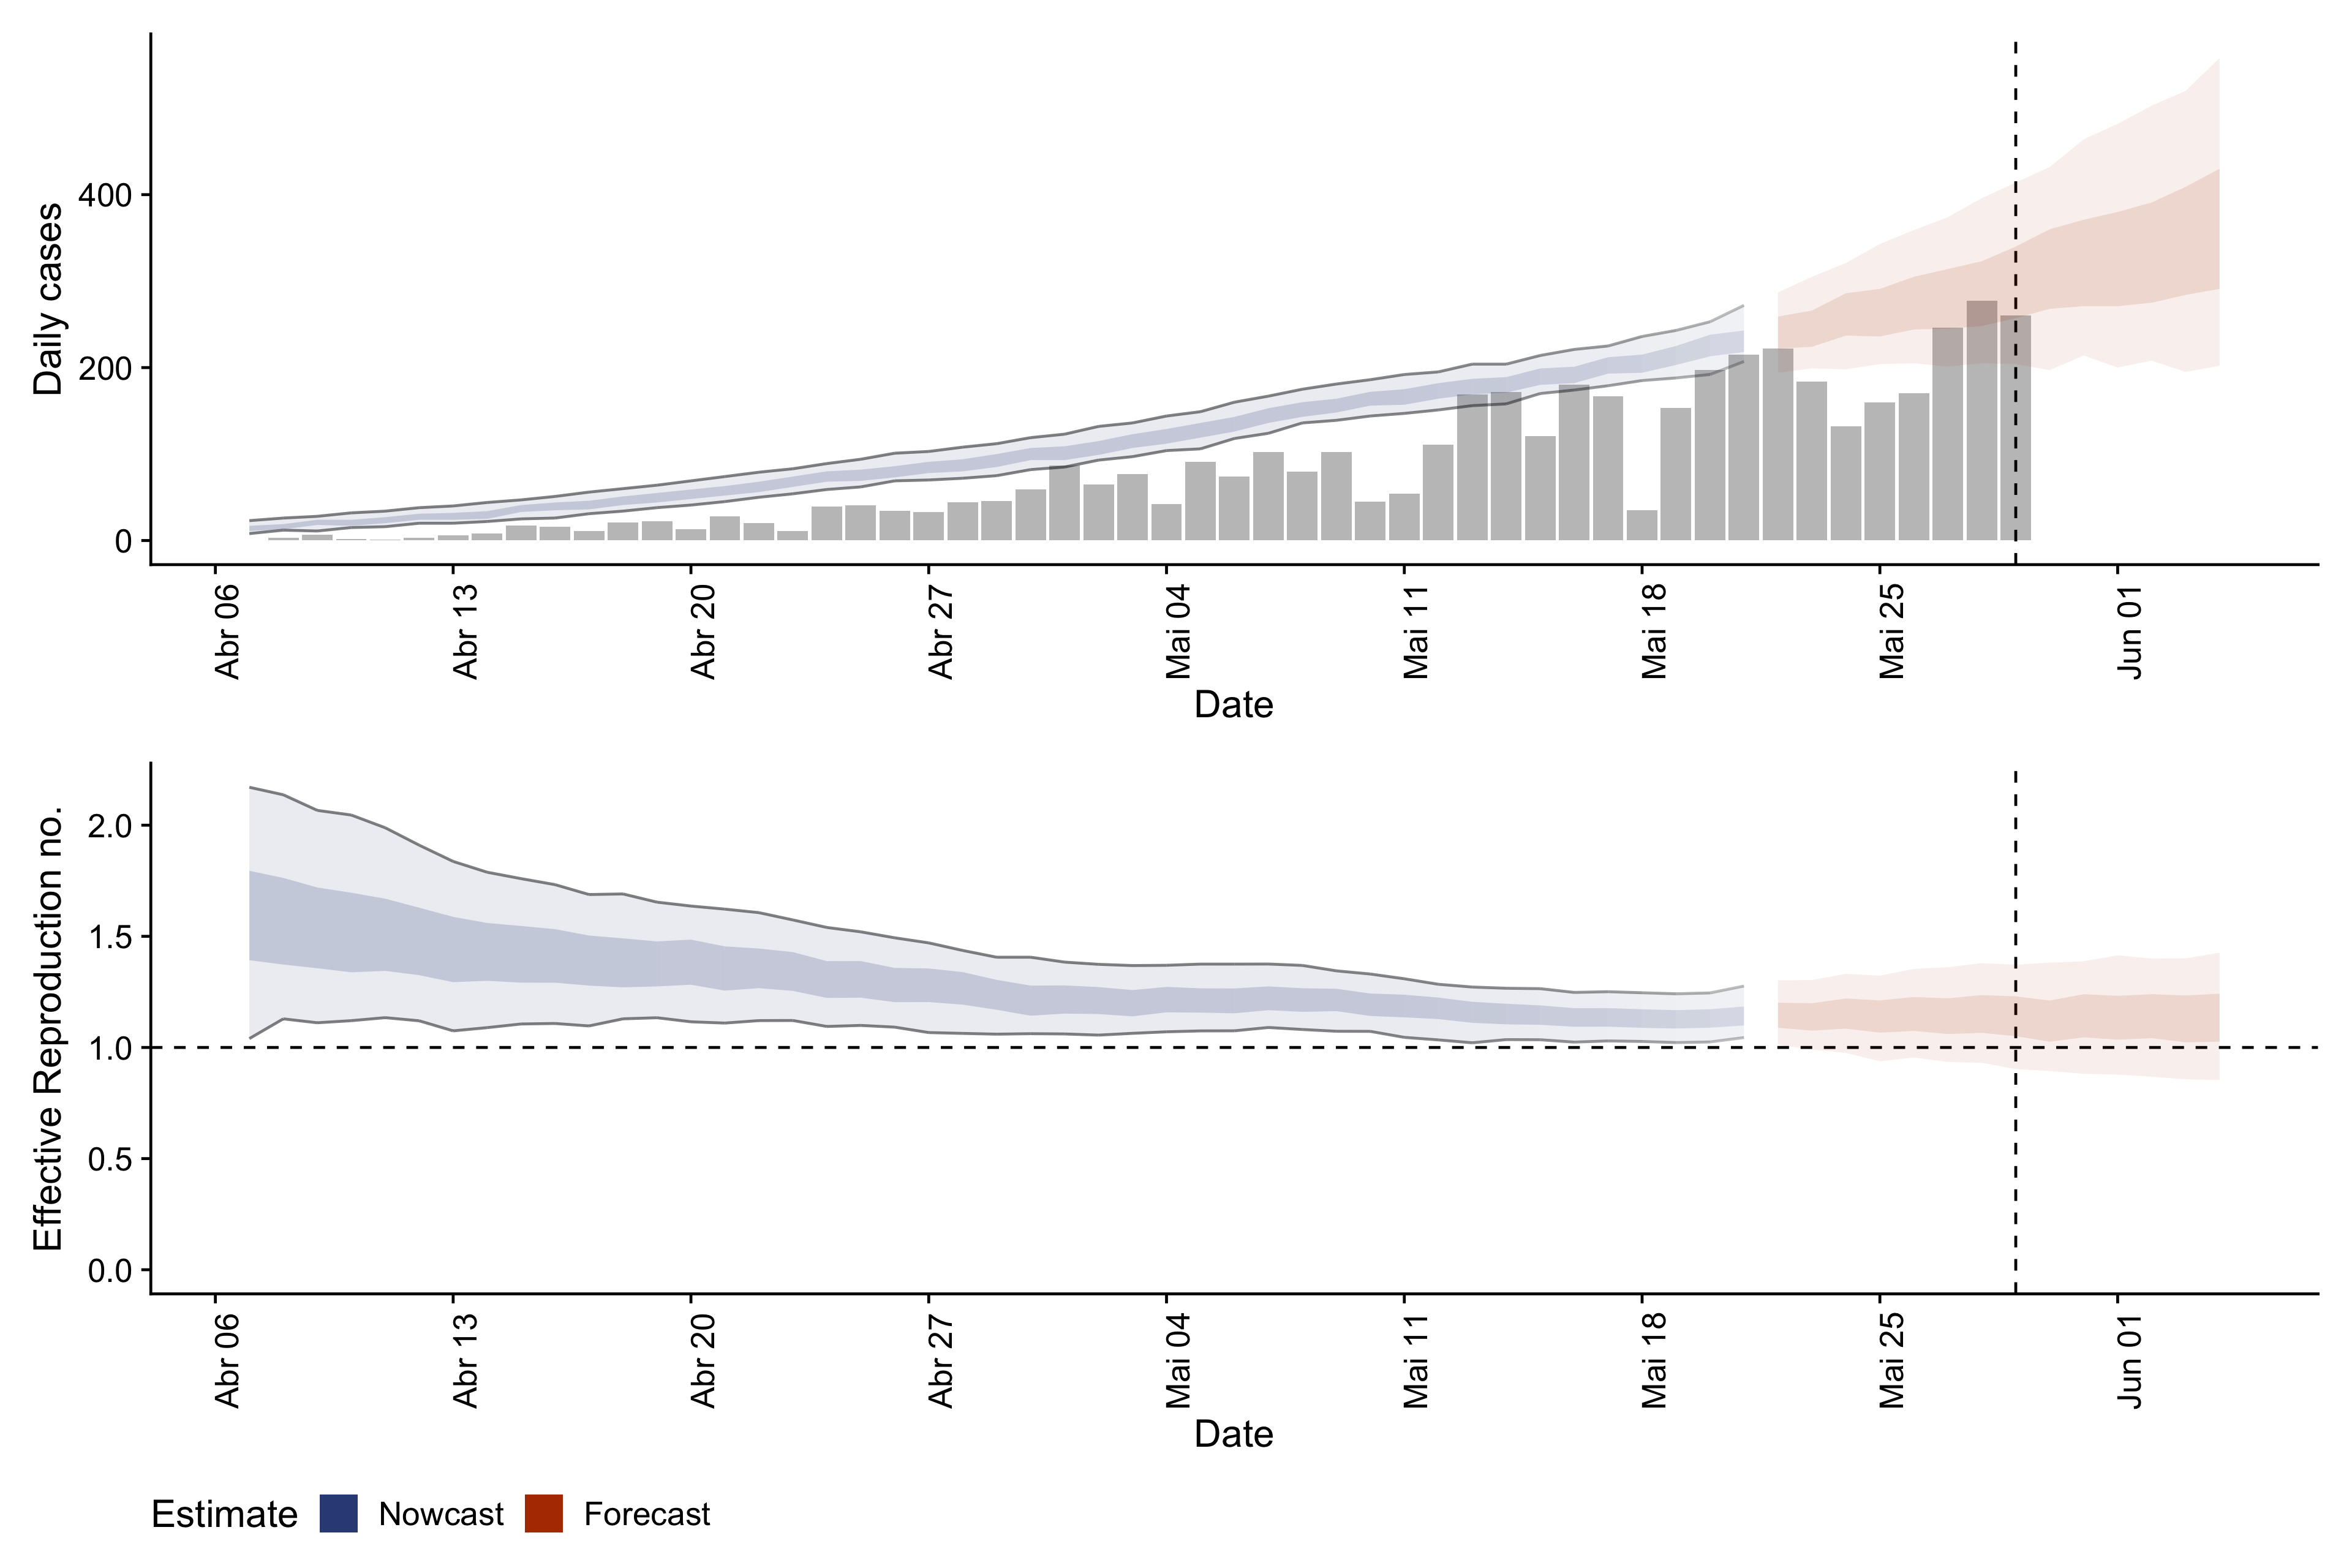 Daily cases
400
200
0
Abr 06
Abr 13
Abr 20
Abr 27
Mai 04
Mai 11
Mai 18
Mai 25
Jun 01
Date
Effective Reproduction no.
2.0
1.5
1.0
0.5
0.0
Abr 06
Abr 13
Abr 20
Abr 27
Mai 04
Mai 11
Mai 18
Mai 25
Jun 01
Date
Estimate Nowcast Forecast